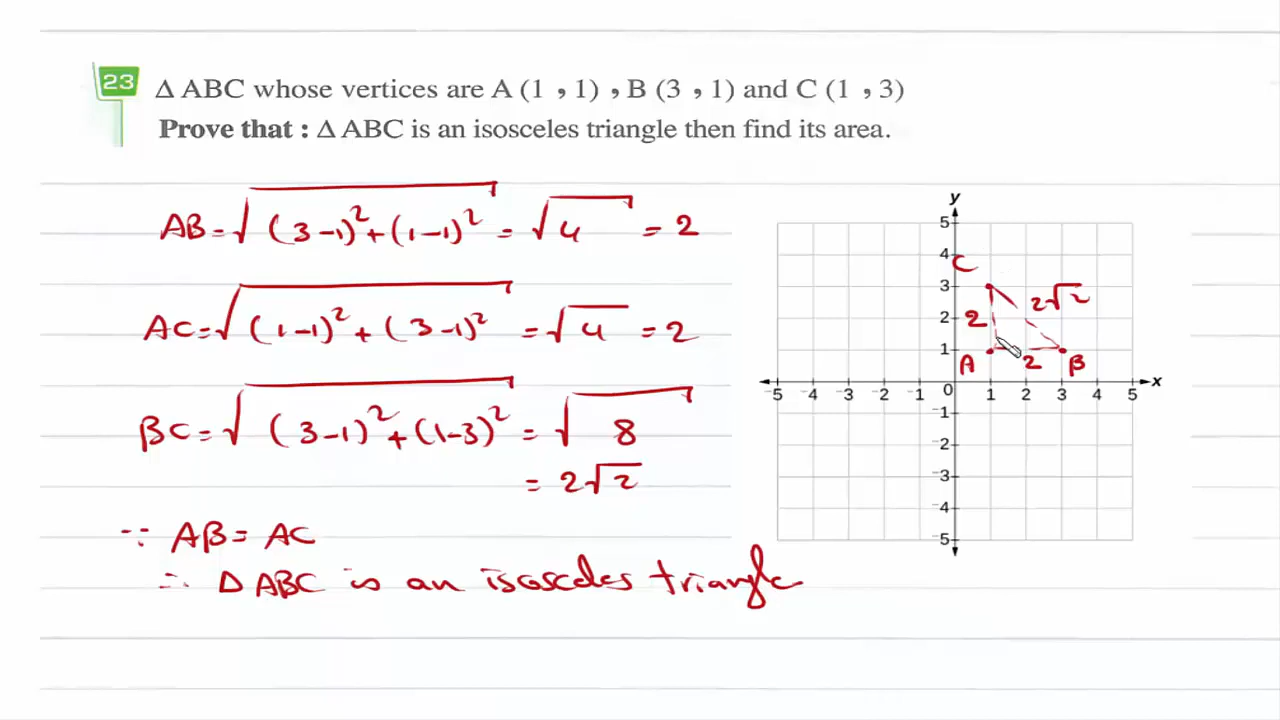 23 Δ ABC whose vertices are A (1 , 1) , B (3 , 1) and C (1 , 3)
Prove that : Δ ABC is an isosceles triangle then find its area.
AB=√(3-1)²+(1-1)² = √4 = 2
AC=√(1-1)²+(3-1)² = √4 = 2
BC=√(3-1)²+(1-3)² = √8
= 2√2
∵ AB= AC
∴ Δ ABC is an isosceles triangle
y
5
4
C
3
2√2
2
2
1
A
2
B
-5 -4 -3 -2 -1 0 1 2 3 4 5 x
-1
-2
-3
-4
-5